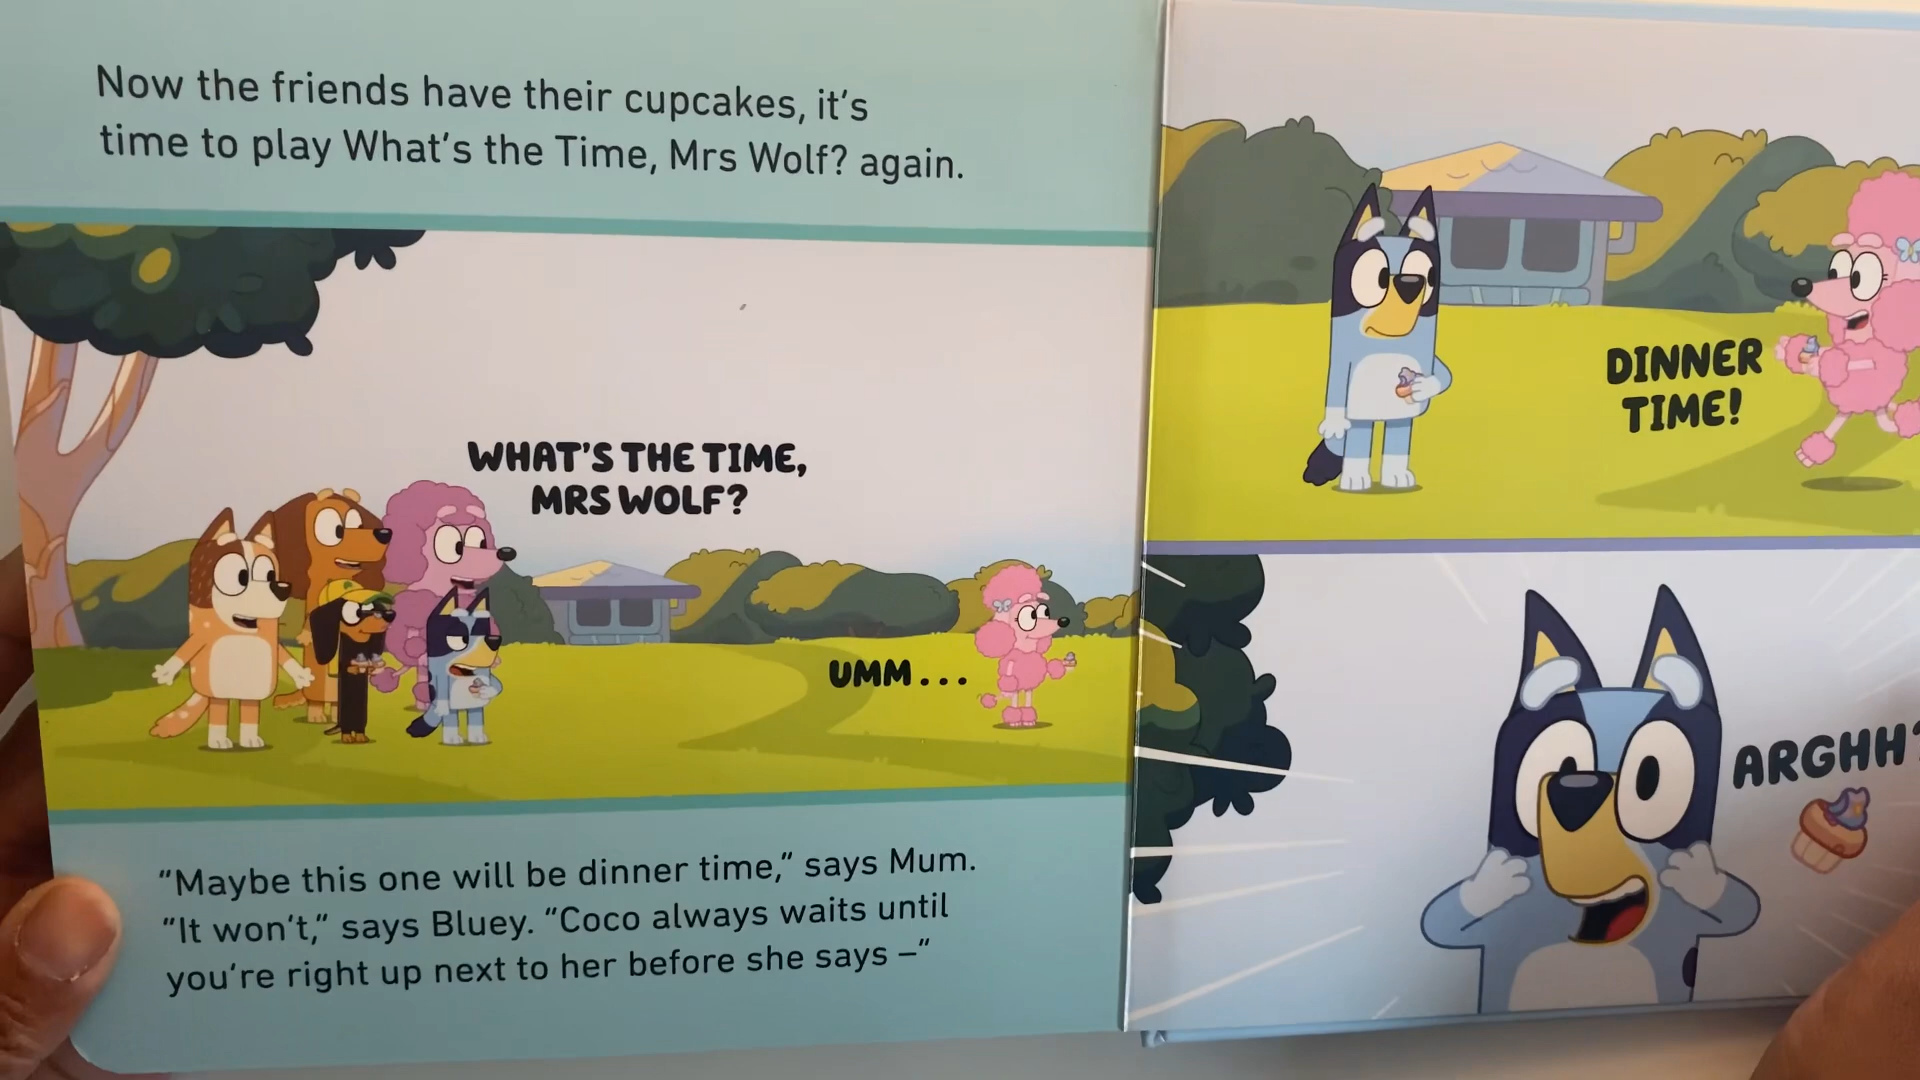 Now the friends have their cupcakes, it's
time to play What's the Time, Mrs Wolf? again.
WHAT'S THE TIME,
MRS WOLF?
UMM...
"Maybe this one will be dinner time," says Mum.
"It won't," says Bluey. "Coco always waits until
you're right up next to her before she says –"
DINNER
TIME!
ARGHH